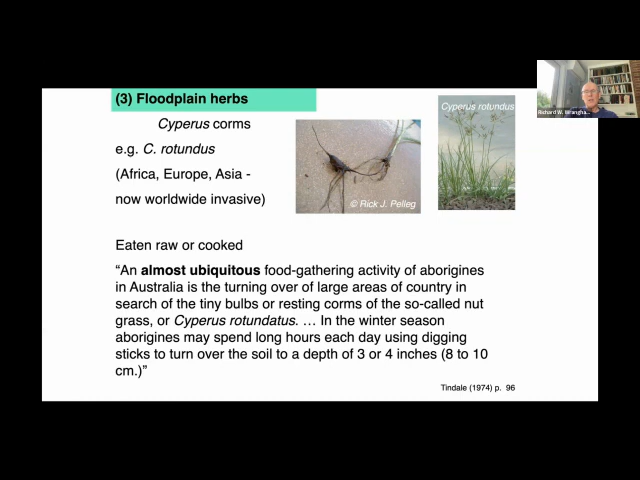 (3) Floodplain herbs
Cyperus corms
e.g. C. rotundus
(Africa, Europe, Asia -
now worldwide invasive)
© Rick J. Pelleg
Cyperus rotundus
Richard W. Wrangha...
Eaten raw or cooked
“An almost ubiquitous food-gathering activity of aborigines
in Australia is the turning over of large areas of country in
search of the tiny bulbs or resting corms of the so-called nut
grass, or Cyperus rotundatus. … In the winter season
aborigines may spend long hours each day using digging
sticks to turn over the soil to a depth of 3 or 4 inches (8 to 10
cm.)”
Tindale (1974) p. 96